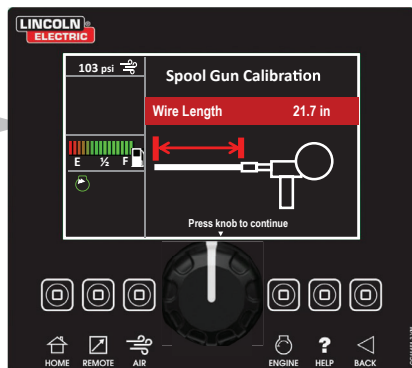 LINCOLN
ELECTRIC
103 psi
Spool Gun Calibration
Wire Length 21.7 in
E ½ F
Press knob to continue
HOME REMOTE AIR
ENGINE ? HELP BACK